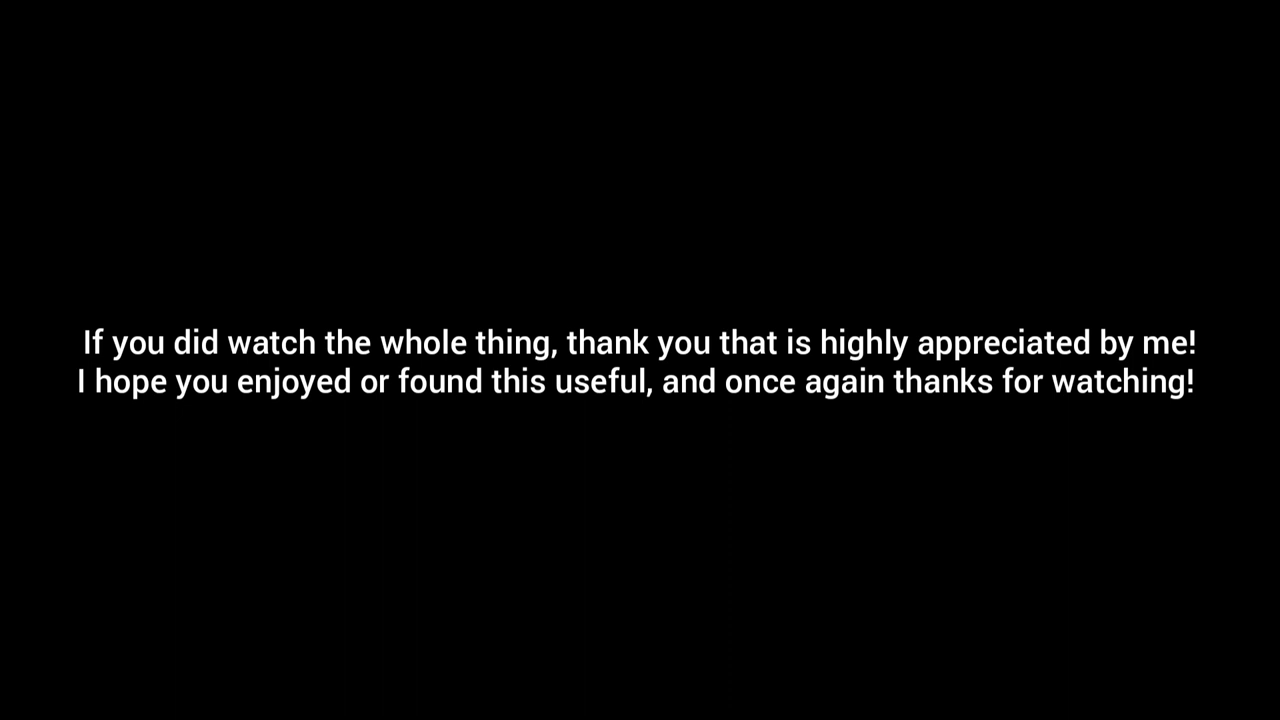 If you did watch the whole thing, thank you that is highly appreciated by me!
I hope you enjoyed or found this useful, and once again thanks for watching!